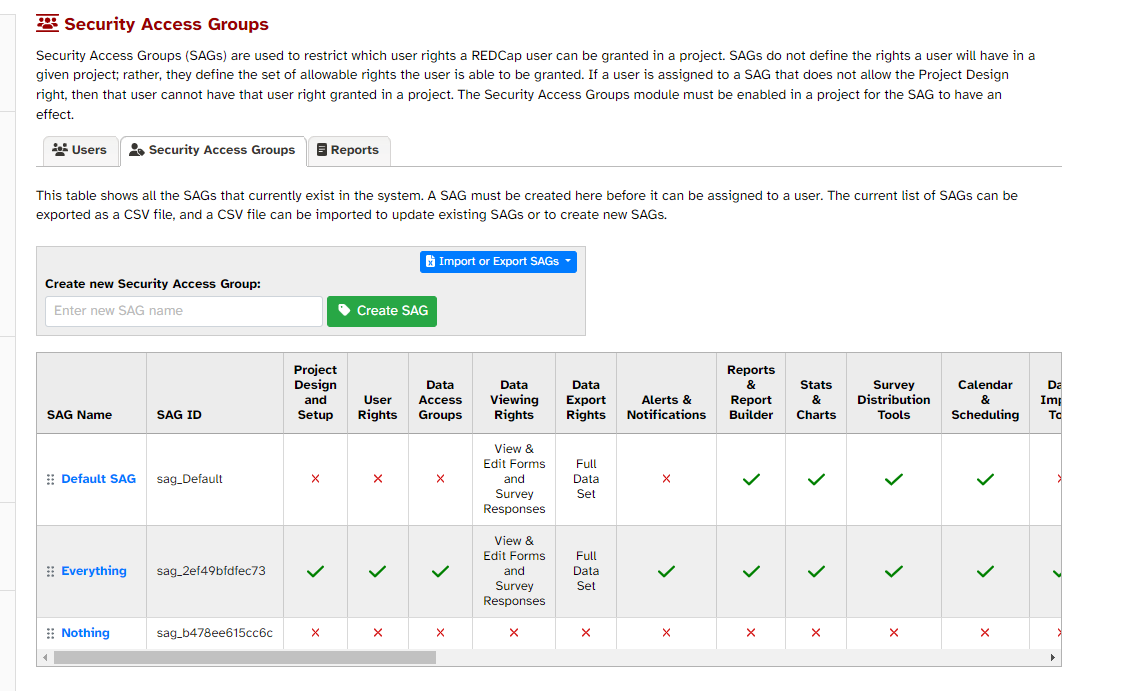 Security Access Groups
Security Access Groups (SAGs) are used to restrict which user rights a REDCap user can be granted in a project. SAGs do not define the rights a user will have in a
given project; rather, they define the set of allowable rights the user is able to be granted. If a user is assigned to a SAG that does not allow the Project Design
right, then that user cannot have that user right granted in a project. The Security Access Groups module must be enabled in a project for the SAG to have an
effect.
Users
Security Access Groups
Reports
This table shows all the SAGs that currently exist in the system. A SAG must be created here before it can be assigned to a user. The current list of SAGs can be
exported as a CSV file, and a CSV file can be imported to update existing SAGs or to create new SAGs.
Import or Export SAGs
Create new Security Access Group:
Enter new SAG name
Create SAG
SAG Name
SAG ID
Project
Design
and
Setup
User
Rights
Data
Access
Groups
Data
Viewing
Rights
Data
Export
Rights
Alerts &
Notifications
Reports
&
Report
Builder
Stats
&
Charts
Survey
Distribution
Tools
Calendar
&
Scheduling
Default SAG
sag_Default
View &
Edit Forms
and
Survey
Responses
Full
Data
Set
Everything
sag_2ef49bfdfec73
View &
Edit Forms
and
Survey
Responses
Full
Data
Set
Nothing
sag_b478ee615cc6c